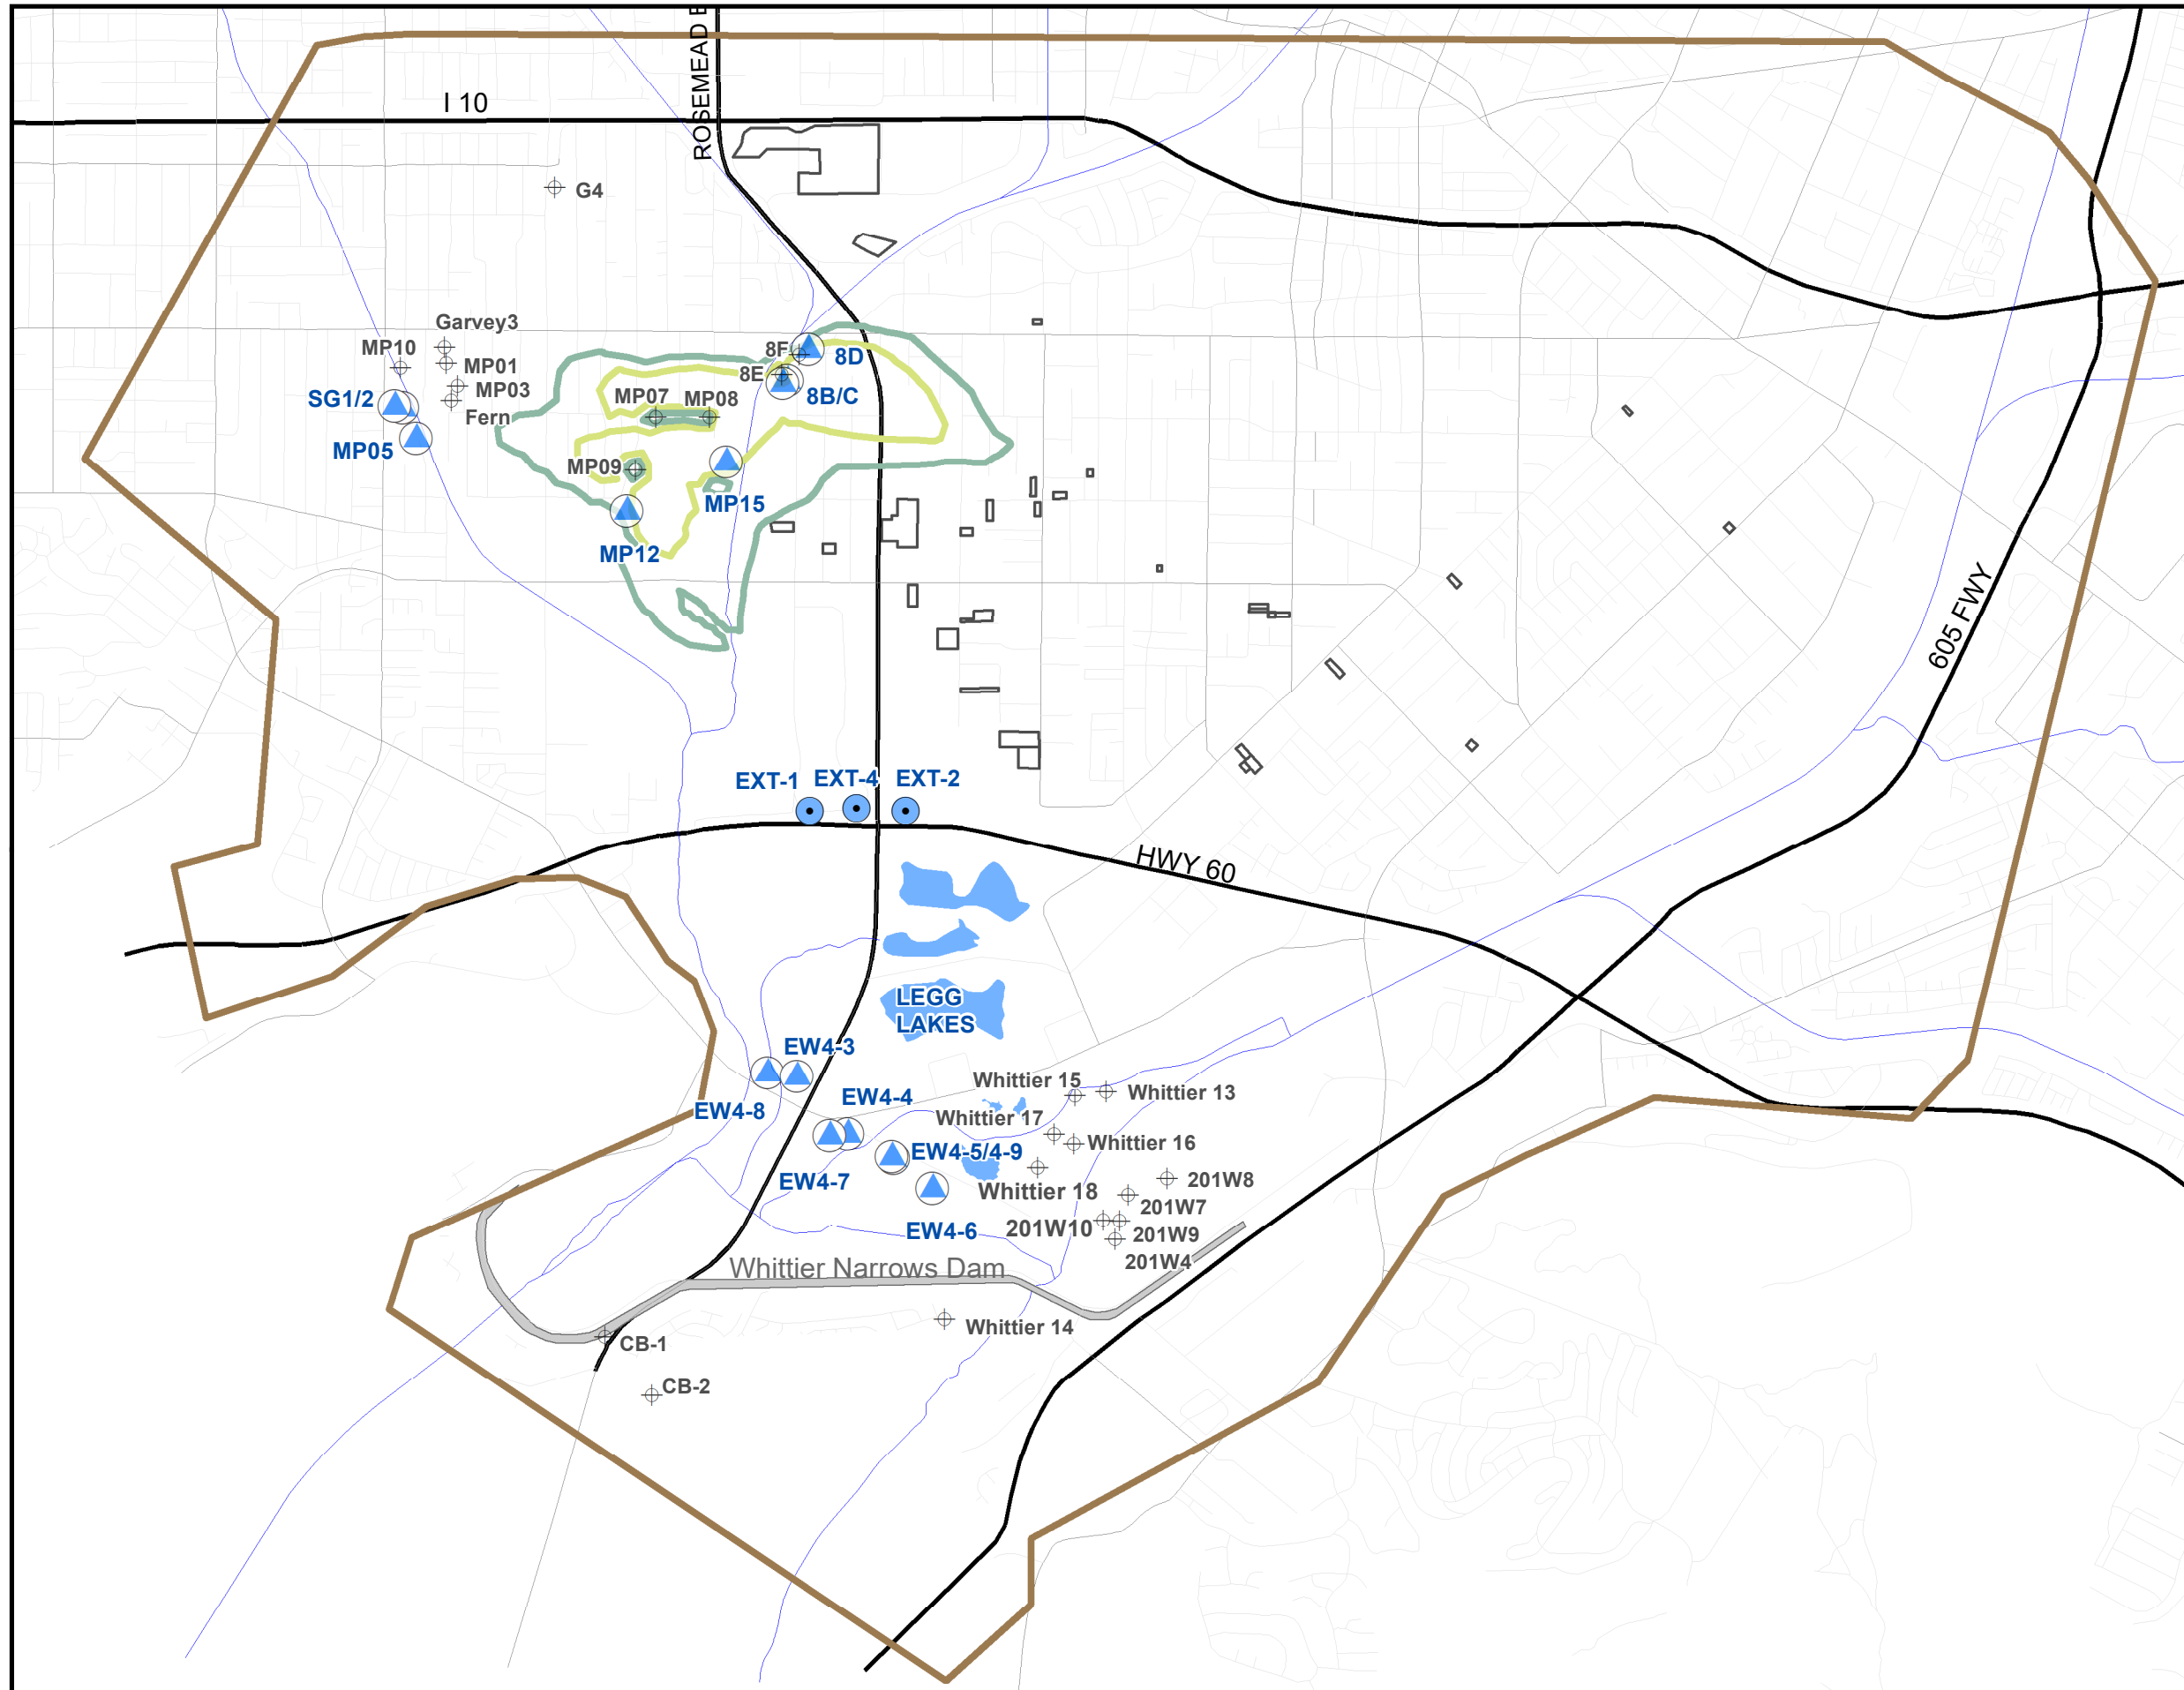 ROSEMEAD
I 10
G4
Garvey3
MP10
MP01
MP03
SG1/2
Fern
MP05
8F
8D
8E
8B/C
MP07
MP08
MP09
MP15
MP12
605 FWY
EXT-1
EXT-4
EXT-2
HWY 60
LEGG
LAKES
EW4-3
EW4-8
EW4-4
Whittier 15
Whittier 13
Whittier 17
Whittier 16
EW4-5/4-9
EW4-7
Whittier 18
201W8
201W7
EW4-6
201W10
201W9
201W4
Whittier Narrows Dam
Whittier 14
CB-1
CB-2